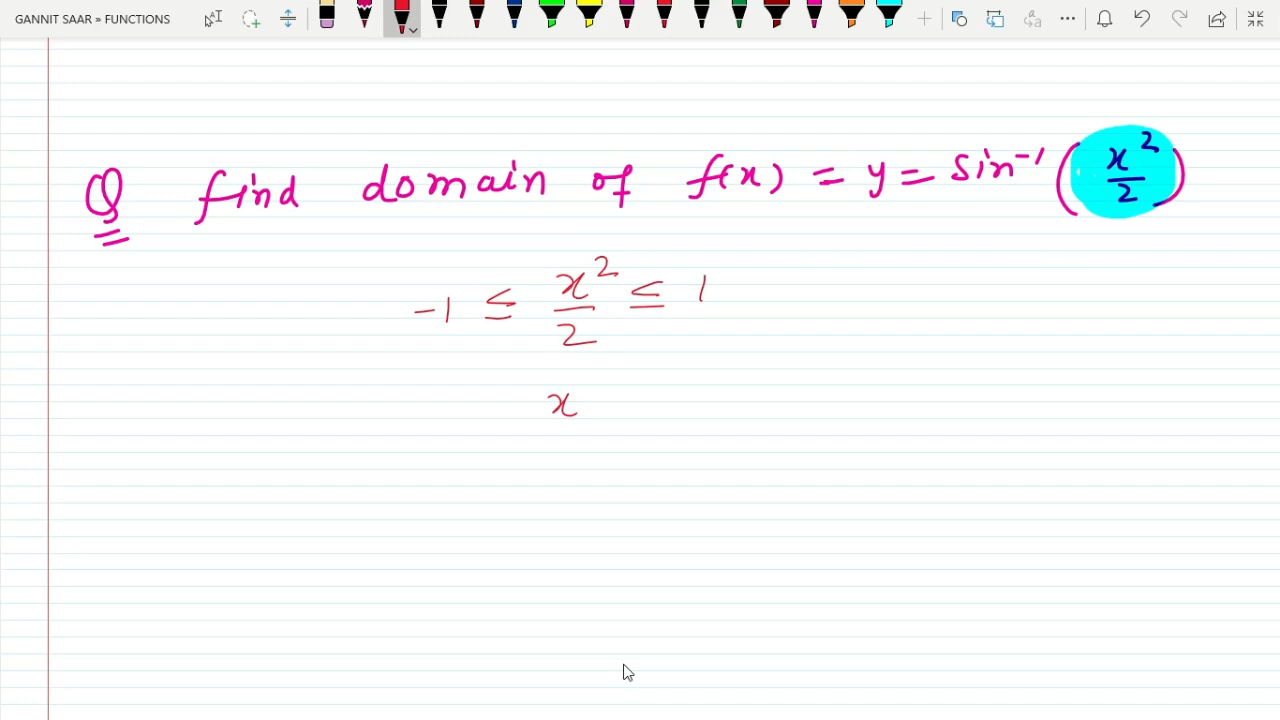 GANNIT SAAR » FUNCTIONS
Q find domain of f(x) = y = sin⁻¹ (x²/2)
-1 ≤ x²/2 ≤ 1
x